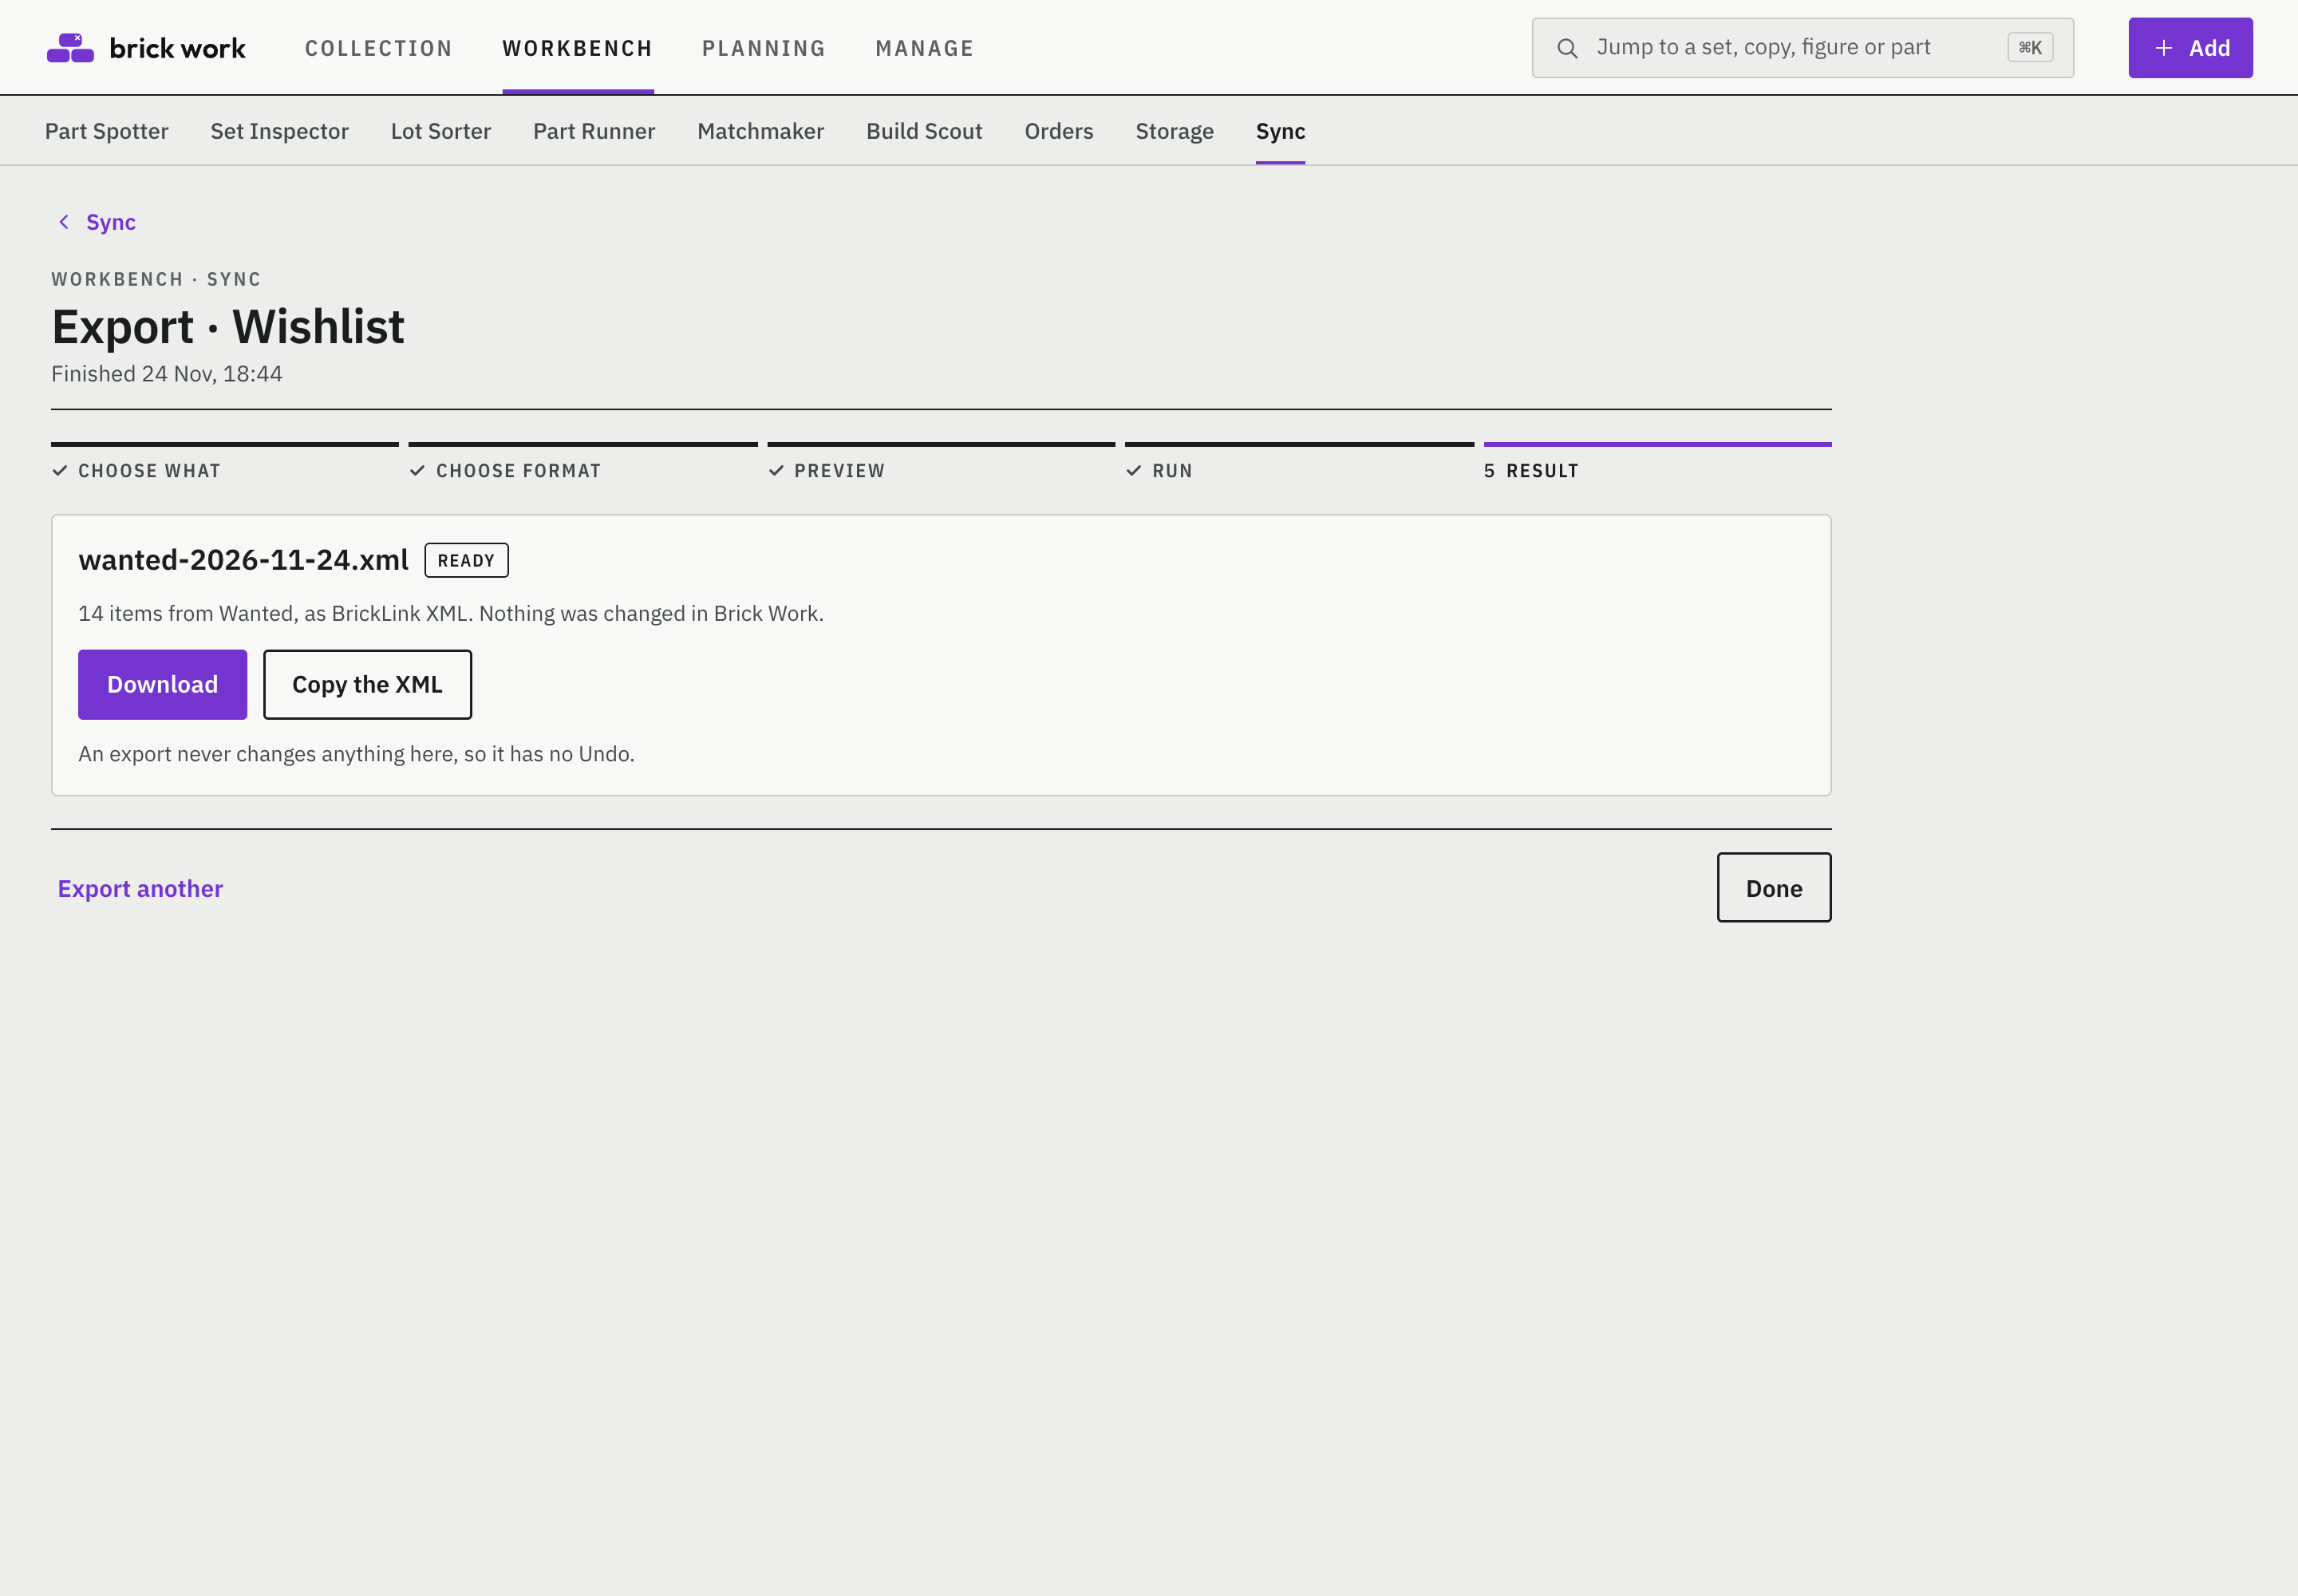 brick work COLLECTION WORKBENCH PLANNING MANAGE Jump to a set, copy, figure or part ⌘K + Add
Part Spotter Set Inspector Lot Sorter Part Runner Matchmaker Build Scout Orders Storage Sync
Sync
WORKBENCH · SYNC
Export · Wishlist
Finished 24 Nov, 18:44
CHOOSE WHAT CHOOSE FORMAT PREVIEW RUN 5 RESULT
wanted-2026-11-24.xml READY
14 items from Wanted, as BrickLink XML. Nothing was changed in Brick Work.
Download Copy the XML
An export never changes anything here, so it has no Undo.
Export another Done